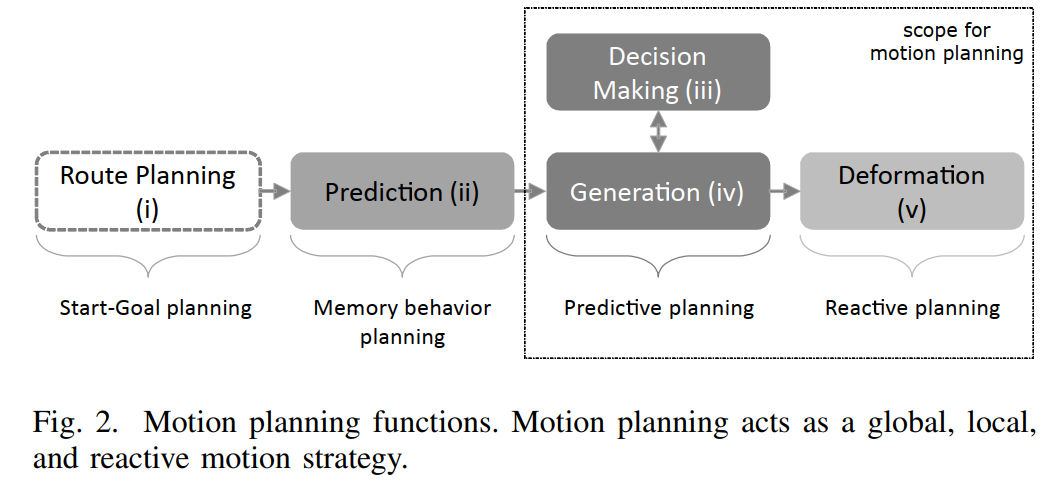 scope for
motion planning
Decision
Making (iii)
Route Planning
(i)
Prediction (ii)
Generation (iv)
Deformation
(v)
Start-Goal planning
Memory behavior
planning
Predictive planning
Reactive planning
Fig. 2. Motion planning functions. Motion planning acts as a global, local,
and reactive motion strategy.